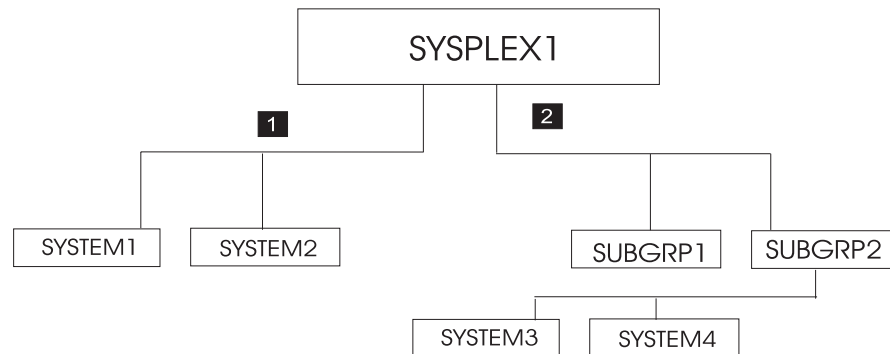 SYSPLEX1
1
2
SYSTEM1
SYSTEM2
SUBGRP1
SUBGRP2
SYSTEM3
SYSTEM4